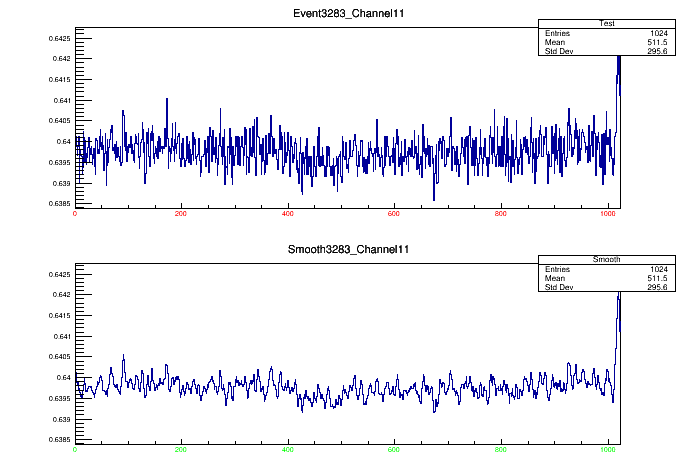 Event3283_Channel11
Test
Entries 1024
Mean 511.5
Std Dev 295.6
0.6425
0.642
0.6415
0.641
0.6405
0.64
0.6395
0.639
0.6385
0 200 400 600 800 1000
Smooth3283_Channel11
Smooth
Entries 1024
Mean 511.5
Std Dev 295.6
0.6425
0.642
0.6415
0.641
0.6405
0.64
0.6395
0.639
0.6385
0 200 400 600 800 1000